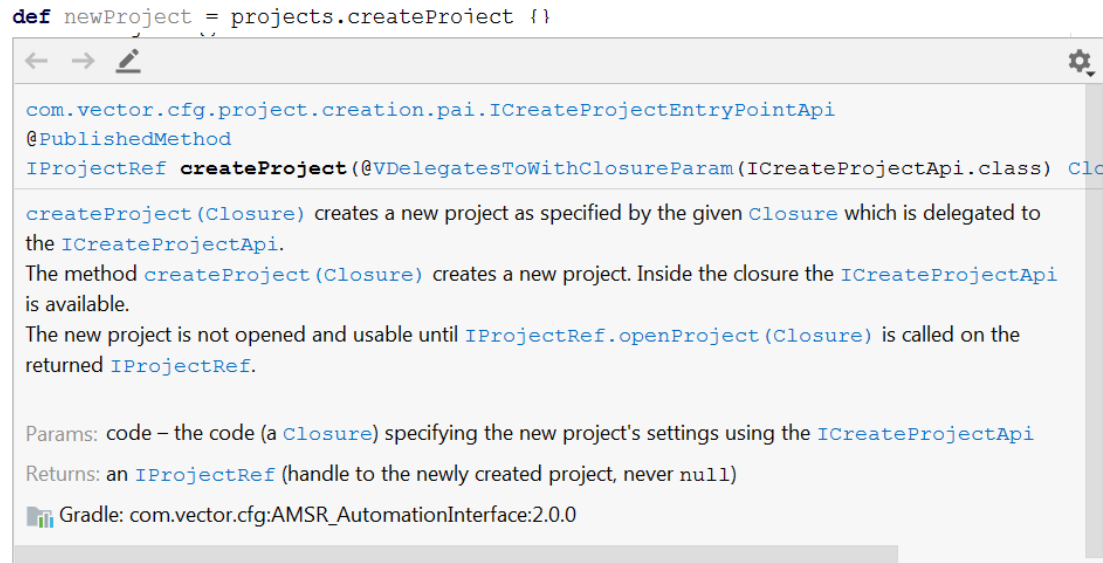 def newProject = projects.createProject {}
com.vector.cfg.project.creation.pai.ICreateProjectEntryPointApi
@PublishedMethod
IProjectRef createProject(@VDelegatesToWithClosureParam(ICreateProjectApi.class) Clo
createProject(Closure) creates a new project as specified by the given Closure which is delegated to
the ICreateProjectApi.
The method createProject(Closure) creates a new project. Inside the closure the ICreateProjectApi
is available.
The new project is not opened and usable until IProjectRef.openProject(Closure) is called on the
returned IProjectRef.
Params: code – the code (a Closure) specifying the new project's settings using the ICreateProjectApi
Returns: an IProjectRef (handle to the newly created project, never null)
Gradle: com.vector.cfg:AMSR_AutomationInterface:2.0.0